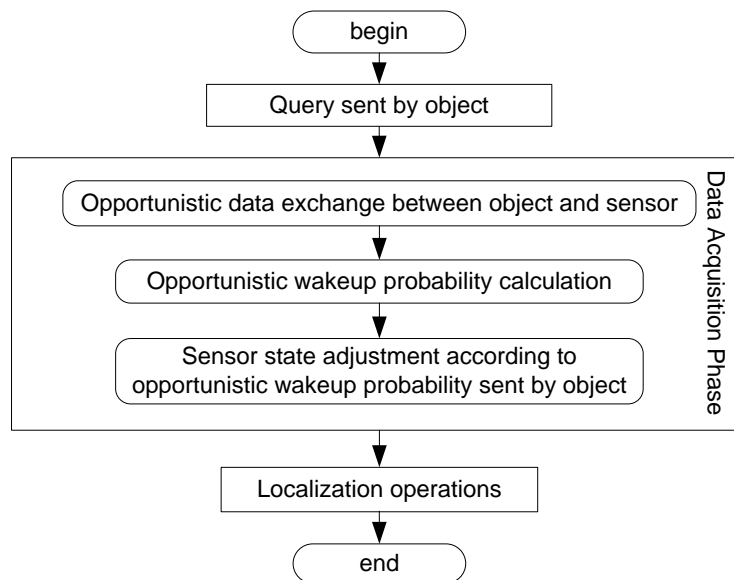 begin
Query sent by object
Opportunistic data exchange between object and sensor
Opportunistic wakeup probability calculation
Sensor state adjustment according to
opportunistic wakeup probability sent by object
Data Acquisition Phase
Localization operations
end